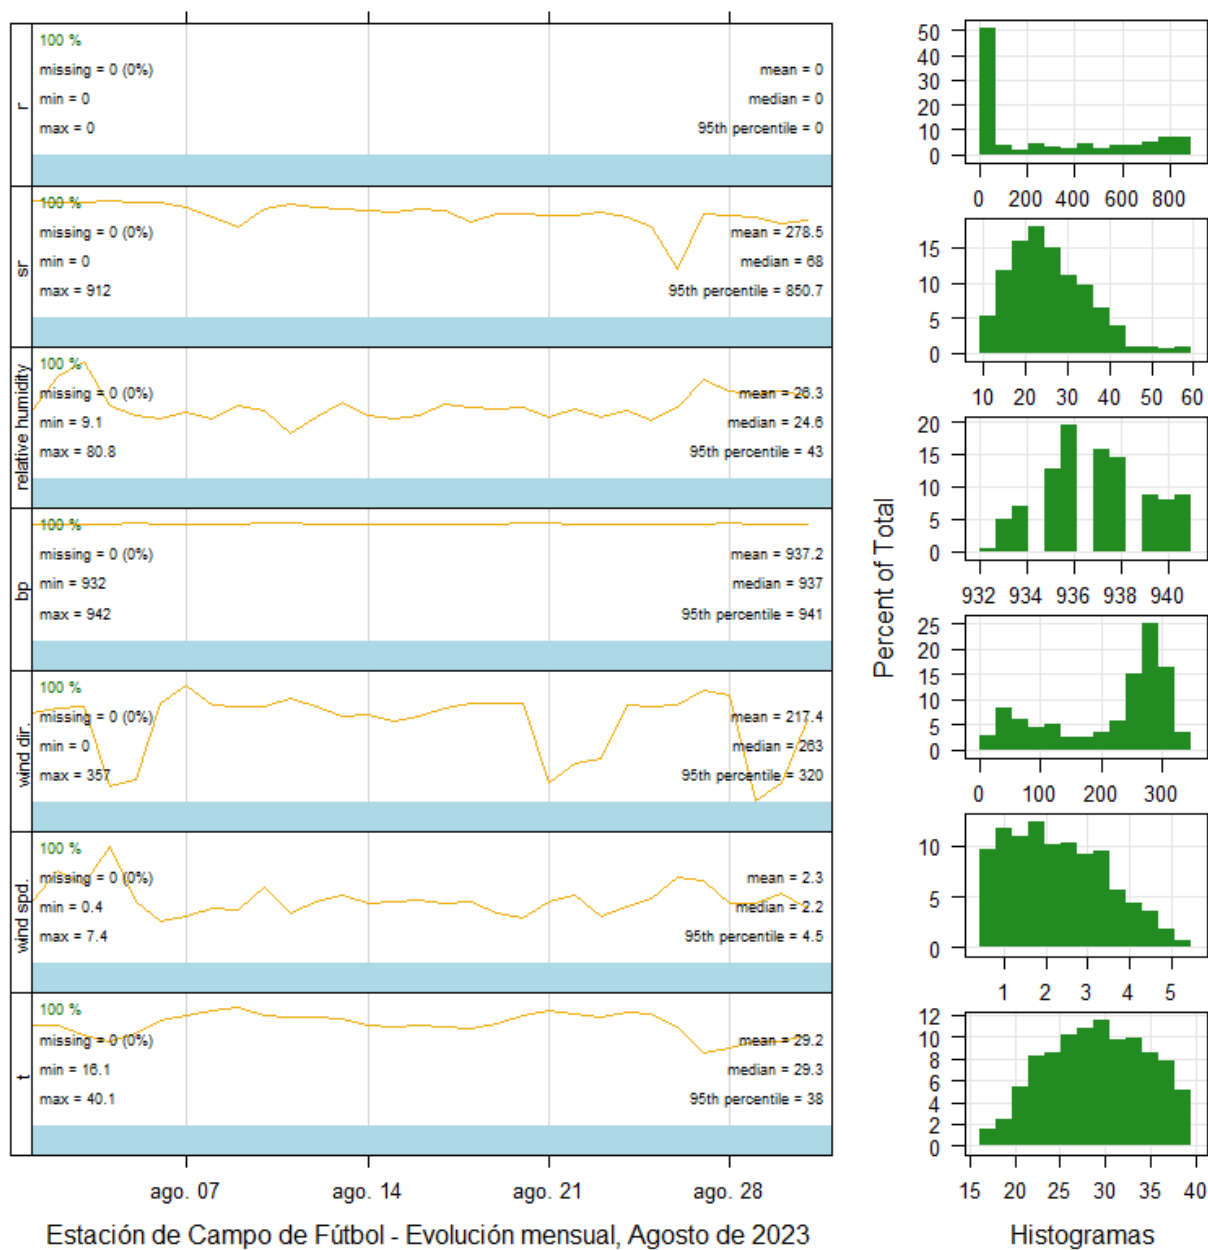 r
100 %
missing = 0 (0%)
min = 0
max = 0
mean = 0
median = 0
95th percentile = 0
sr
100 %
missing = 0 (0%)
min = 0
max = 912
mean = 278.5
median = 68
95th percentile = 850.7
relative humidity
100 %
missing = 0 (0%)
min = 9.1
max = 80.8
mean = 26.3
median = 24.6
95th percentile = 43
bp
100 %
missing = 0 (0%)
min = 932
max = 942
mean = 937.2
median = 937
95th percentile = 941
wind dir.
100 %
missing = 0 (0%)
min = 0
max = 357
mean = 217.4
median = 263
95th percentile = 320
wind spd.
100 %
missing = 0 (0%)
min = 0.4
max = 7.4
mean = 2.3
median = 2.2
95th percentile = 4.5
t
100 %
missing = 0 (0%)
min = 16.1
max = 40.1
mean = 29.2
median = 29.3
95th percentile = 38
ago. 07 ago. 14 ago. 21 ago. 28
Estación de Campo de Fútbol - Evolución mensual, Agosto de 2023
Percent of Total
50
40
30
20
10
0
0 200 400 600 800
15
10
5
0
10 20 30 40 50 60
20
15
10
5
0
932 934 936 938 940
25
20
15
10
5
0
0 100 200 300
10
5
0
1 2 3 4 5
12
10
8
6
4
2
0
15 20 25 30 35 40
Histogramas